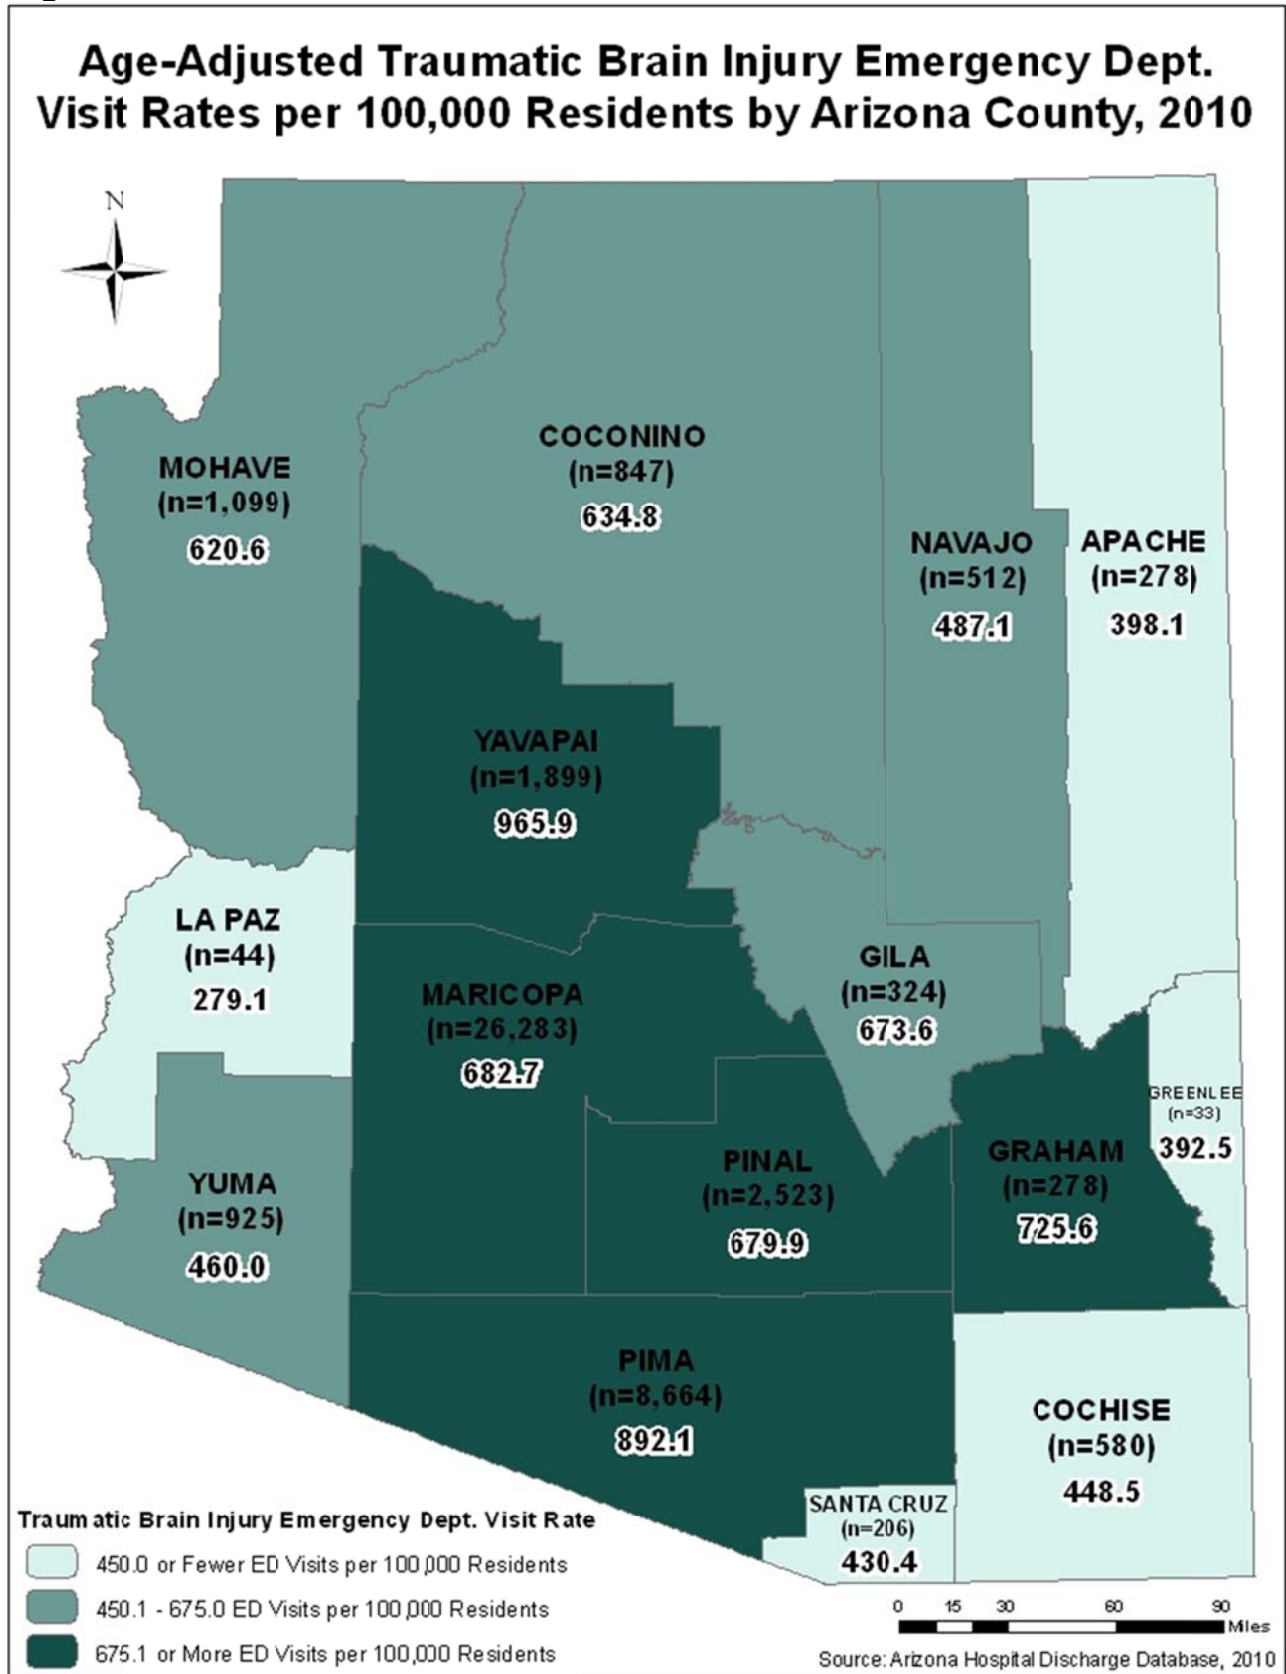 Age-Adjusted Traumatic Brain Injury Emergency Dept.
Visit Rates per 100,000 Residents by Arizona County, 2010
N
COCONINO
(n=847)
634.8
MOHAVE
(n=1,099)
620.6
NAVAJO
(n=512)
487.1
APACHE
(n=278)
398.1
YAVAPAI
(n=1,899)
965.9
LA PAZ
(n=44)
279.1
GILA
(n=324)
673.6
MARICOPA
(n=26,283)
682.7
GREENLEE
(n=33)
392.5
GRAHAM
(n=278)
725.6
PINAL
(n=2,523)
679.9
YUMA
(n=925)
460.0
PIMA
(n=8,664)
892.1
COCHISE
(n=580)
448.5
SANTA CRUZ
(n=206)
430.4
Traumatic Brain Injury Emergency Dept. Visit Rate
450.0 or Fewer ED Visits per 100,000 Residents
450.1 - 675.0 ED Visits per 100,000 Residents
675.1 or More ED Visits per 100,000 Residents
0 15 30 60 90
Miles
Source: Arizona Hospital Discharge Database, 2010